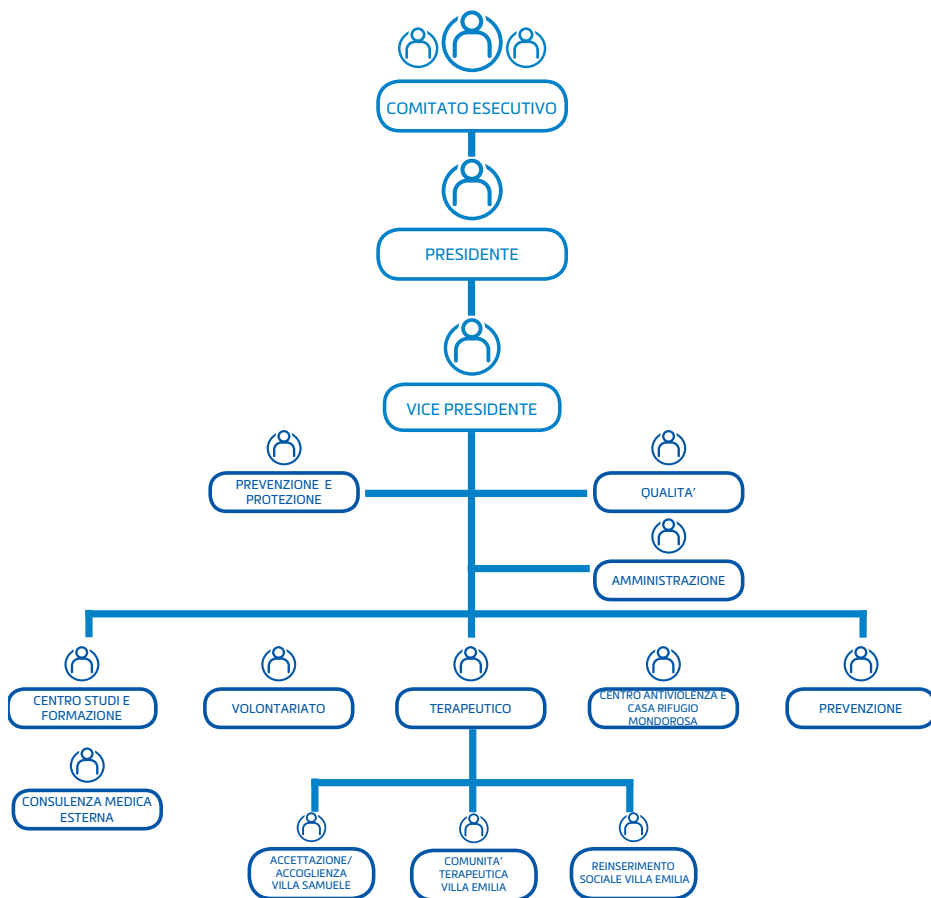 COMITATO ESECUTIVO
PRESIDENTE
VICE PRESIDENTE
PREVENZIONE E
PROTEZIONE
QUALITA'
AMMINISTRAZIONE
CENTRO STUDI E
FORMAZIONE
VOLONTARIATO
TERAPEUTICO
CENTRO ANTIVIOLENZA E
CASA RIFUGIO
MONDOROSA
PREVENZIONE
CONSULENZA MEDICA
ESTERNA
ACCETTAZIONE/
ACCOGLIENZA
VILLA SAMUELE
COMUNITA'
TERAPEUTICA
VILLA EMILIA
REINSERIMENTO
SOCIALE VILLA EMILIA